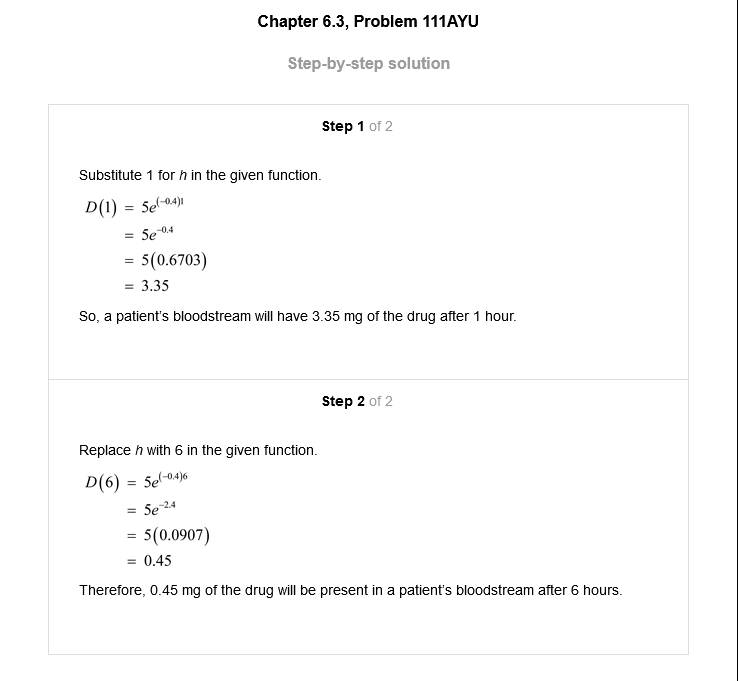 Chapter 6.3, Problem 111AYU
Step-by-step solution
Step 1 of 2
Substitute 1 for h in the given function.
D(1) = 5e^(-0.4)1
= 5e^-0.4
= 5(0.6703)
= 3.35
So, a patient's bloodstream will have 3.35 mg of the drug after 1 hour.
Step 2 of 2
Replace h with 6 in the given function.
D(6) = 5e^(-0.4)6
= 5e^-2.4
= 5(0.0907)
= 0.45
Therefore, 0.45 mg of the drug will be present in a patient's bloodstream after 6 hours.